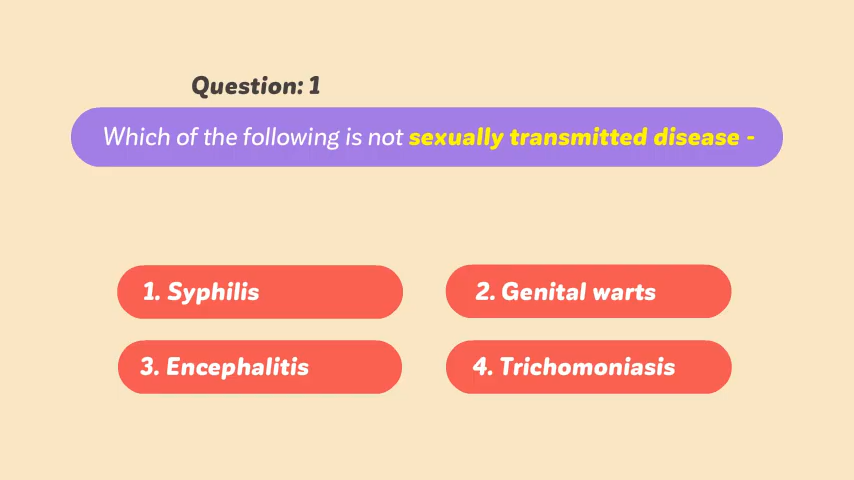 Question: 1
Which of the following is not sexually transmitted disease -
1. Syphilis
2. Genital warts
3. Encephalitis
4. Trichomoniasis